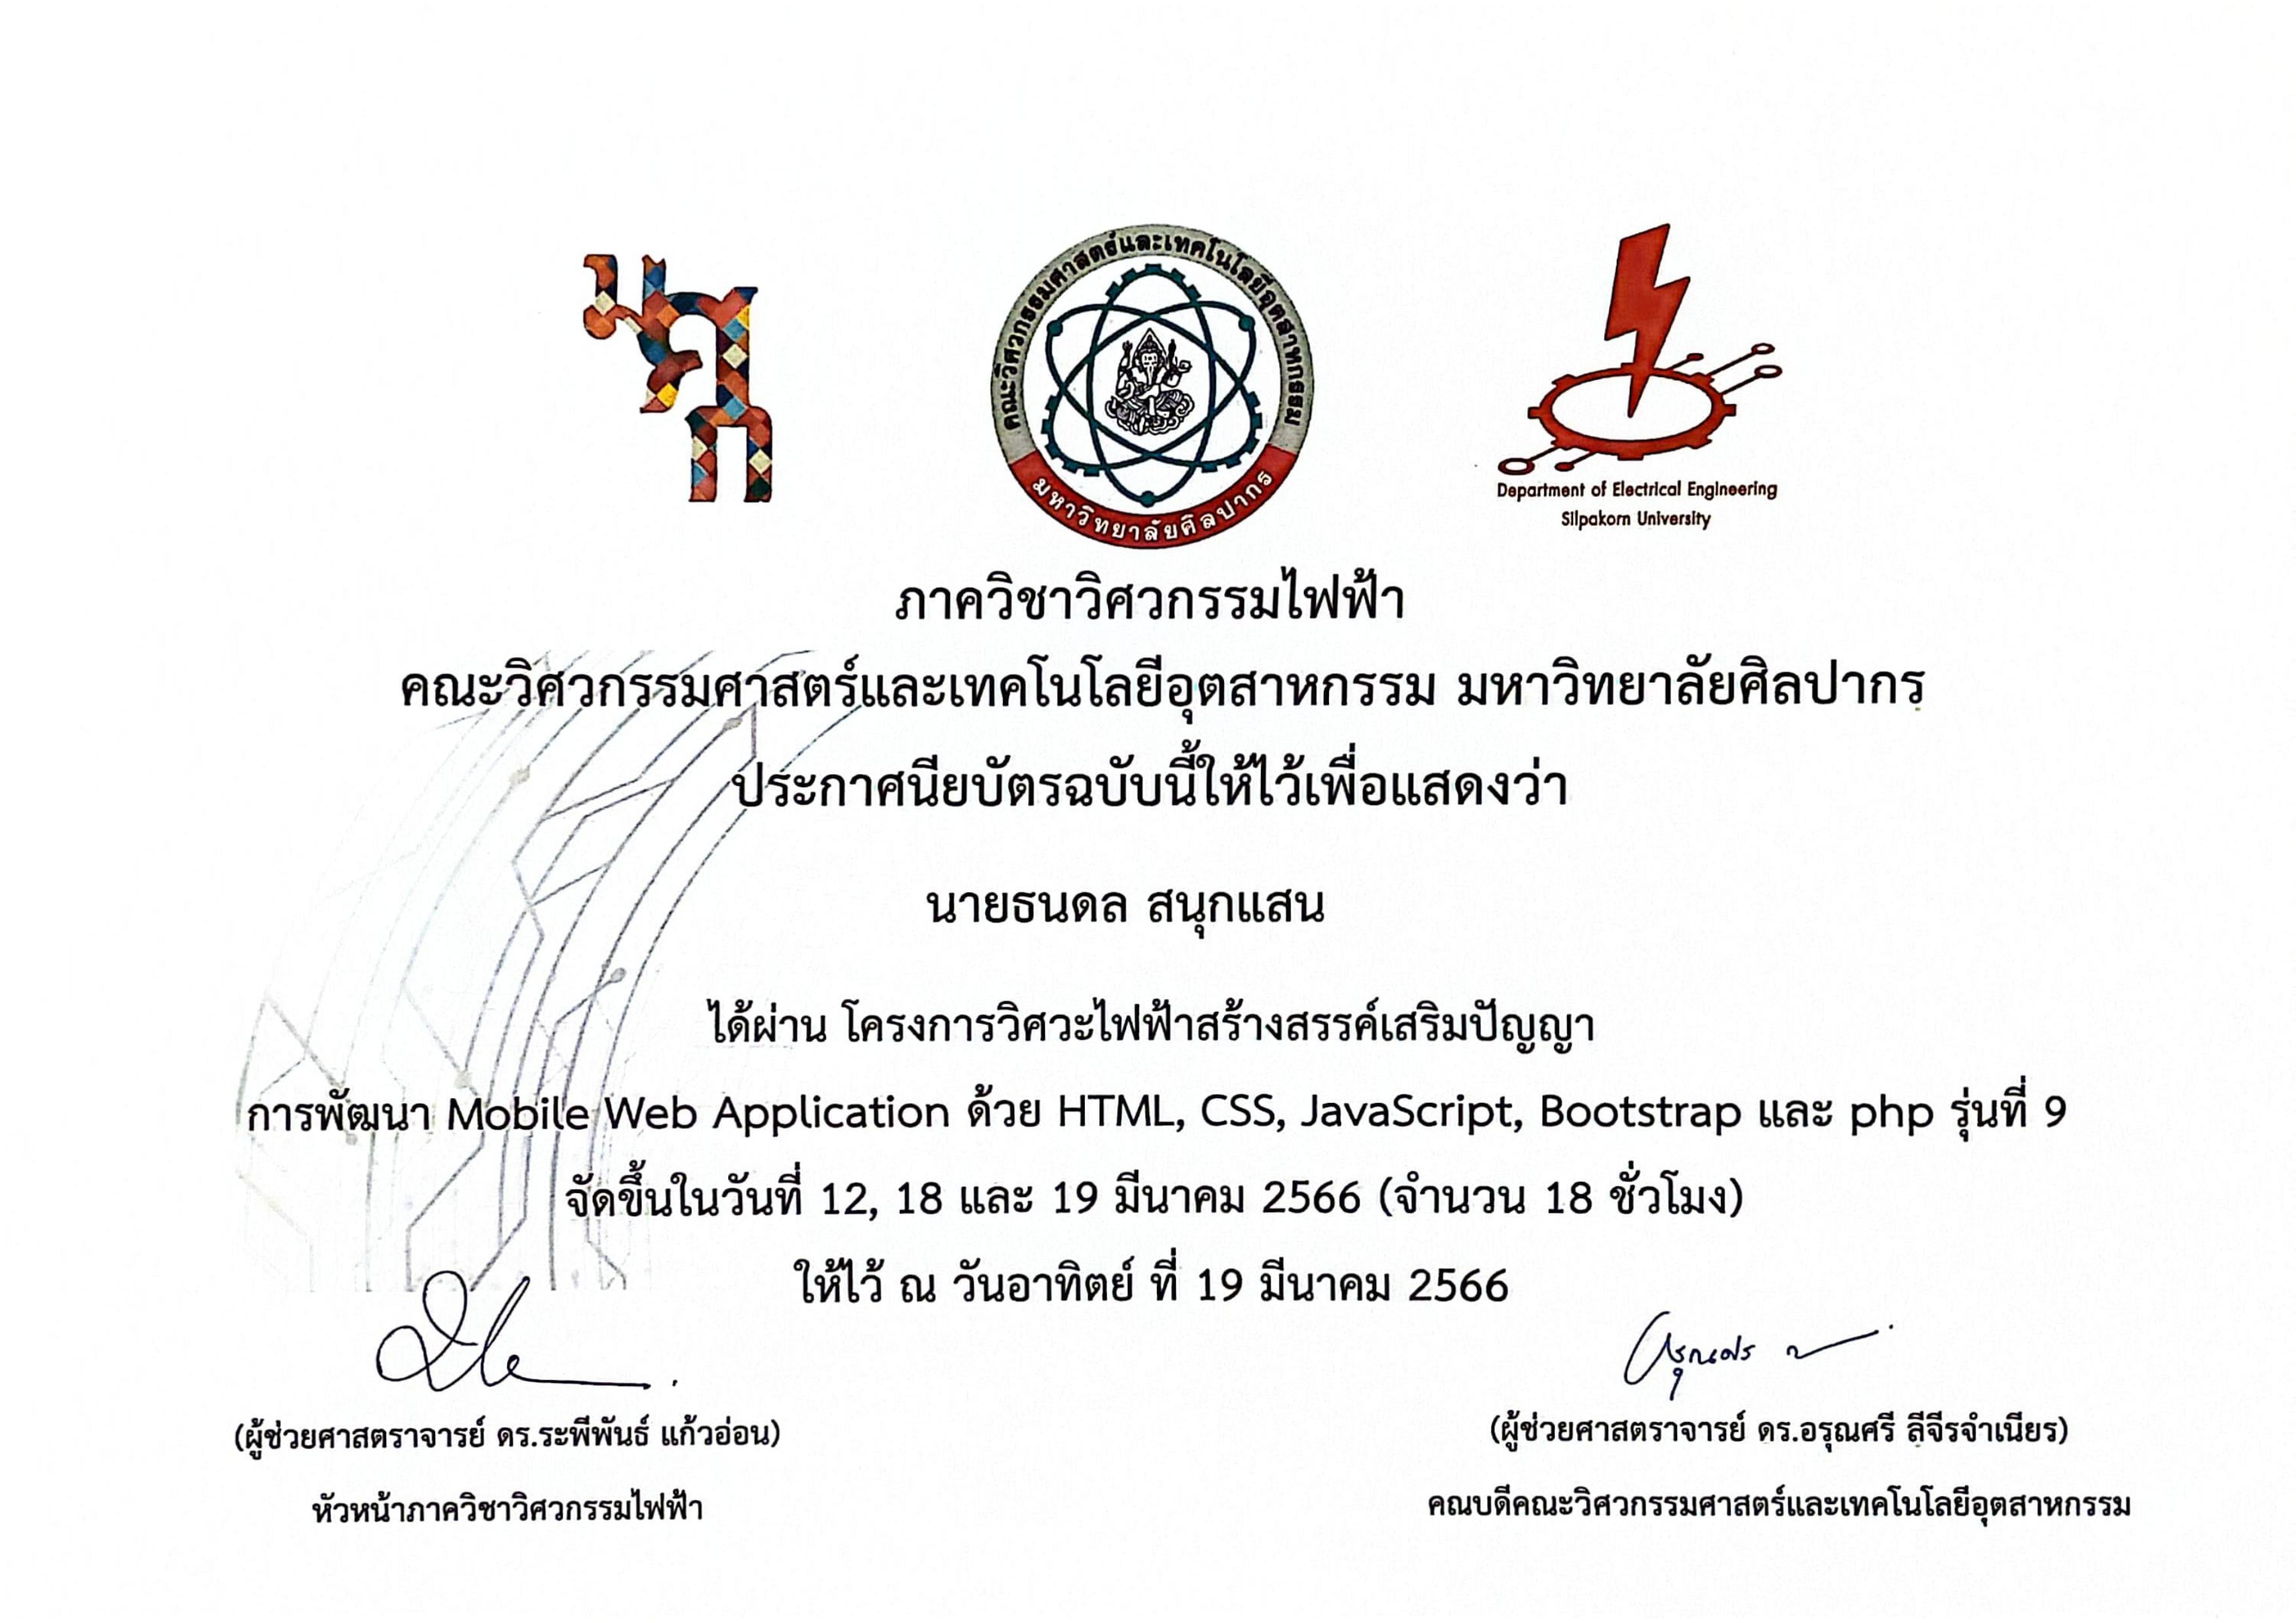 มศก
คณะวิศวกรรมศาสตร์และเทคโนโลยีอุตสาหกรรม
มหาวิทยาลัยศิลปากร
Department of Electrical Engineering
Silpakorn University
ภาควิชาวิศวกรรมไฟฟ้า
คณะวิศวกรรมศาสตร์และเทคโนโลยีอุตสาหกรรม มหาวิทยาลัยศิลปากร
ประกาศนียบัตรฉบับนี้ให้ไว้เพื่อแสดงว่า
นายธนดล สนุกแสน
ได้ผ่าน โครงการวิศวะไฟฟ้าสร้างสรรค์เสริมปัญญา
การพัฒนา Mobile Web Application ด้วย HTML, CSS, JavaScript, Bootstrap และ php รุ่นที่ 9
จัดขึ้นในวันที่ 12, 18 และ 19 มีนาคม 2566 (จำนวน 18 ชั่วโมง)
ให้ไว้ ณ วันอาทิตย์ ที่ 19 มีนาคม 2566
(ผู้ช่วยศาสตราจารย์ ดร.ระพีพันธ์ แก้วอ่อน)
(ผู้ช่วยศาสตราจารย์ ดร.อรุณศรี ลีจีรจำเนียร)
หัวหน้าภาควิชาวิศวกรรมไฟฟ้า
คณบดีคณะวิศวกรรมศาสตร์และเทคโนโลยีอุตสาหกรรม